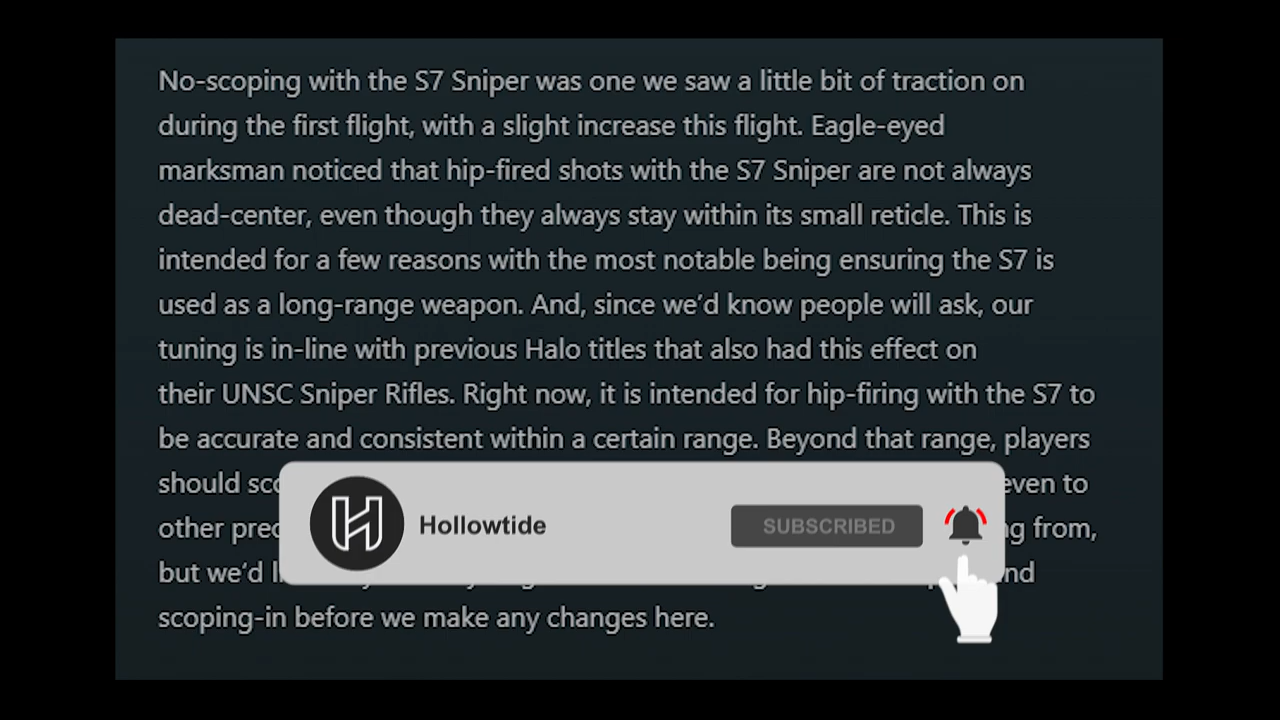 No-scoping with the S7 Sniper was one we saw a little bit of traction on
during the first flight, with a slight increase this flight. Eagle-eyed
marksman noticed that hip-fired shots with the S7 Sniper are not always
dead-center, even though they always stay within its small reticle. This is
intended for a few reasons with the most notable being ensuring the S7 is
used as a long-range weapon. And, since we’d know people will ask, our
tuning is in-line with previous Halo titles that also had this effect on
their UNSC Sniper Rifles. Right now, it is intended for hip-firing with the S7 to
be accurate and consistent within a certain range. Beyond that range, players
should even to
other from,
but we’d
scoping-in before we make any changes here.
Hollowtide
SUBSCRIBED